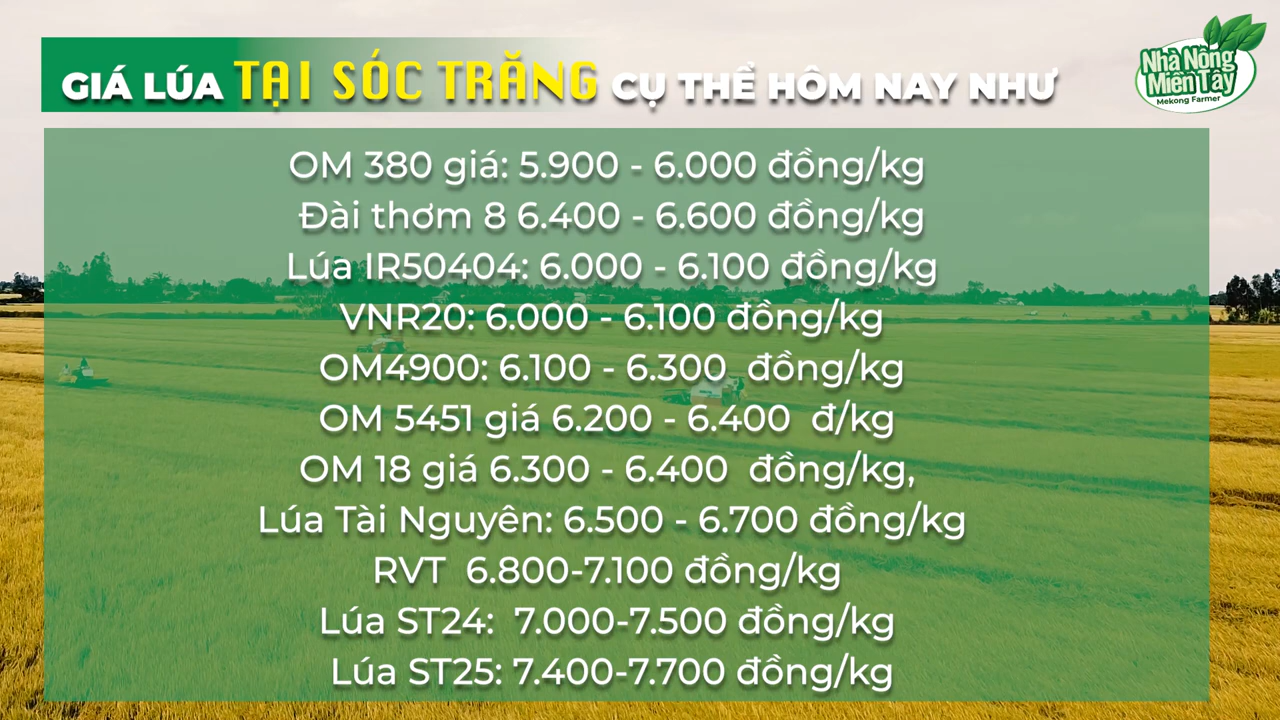 GIÁ LÚA TẠI SÓC TRĂNG CỤ THỂ HÔM NAY NHƯ
Nhà Nông
Miền Tây
Mekong Farmer
OM 380 giá: 5.900 - 6.000 đồng/kg
Đài thơm 8 6.400 - 6.600 đồng/kg
Lúa IR50404: 6.000 - 6.100 đồng/kg
VNR20: 6.000 - 6.100 đồng/kg
OM4900: 6.100 - 6.300 đồng/kg
OM 5451 giá 6.200 - 6.400 đ/kg
OM 18 giá 6.300 - 6.400 đồng/kg,
Lúa Tài Nguyên: 6.500 - 6.700 đồng/kg
RVT 6.800-7.100 đồng/kg
Lúa ST24: 7.000-7.500 đồng/kg
Lúa ST25: 7.400-7.700 đồng/kg